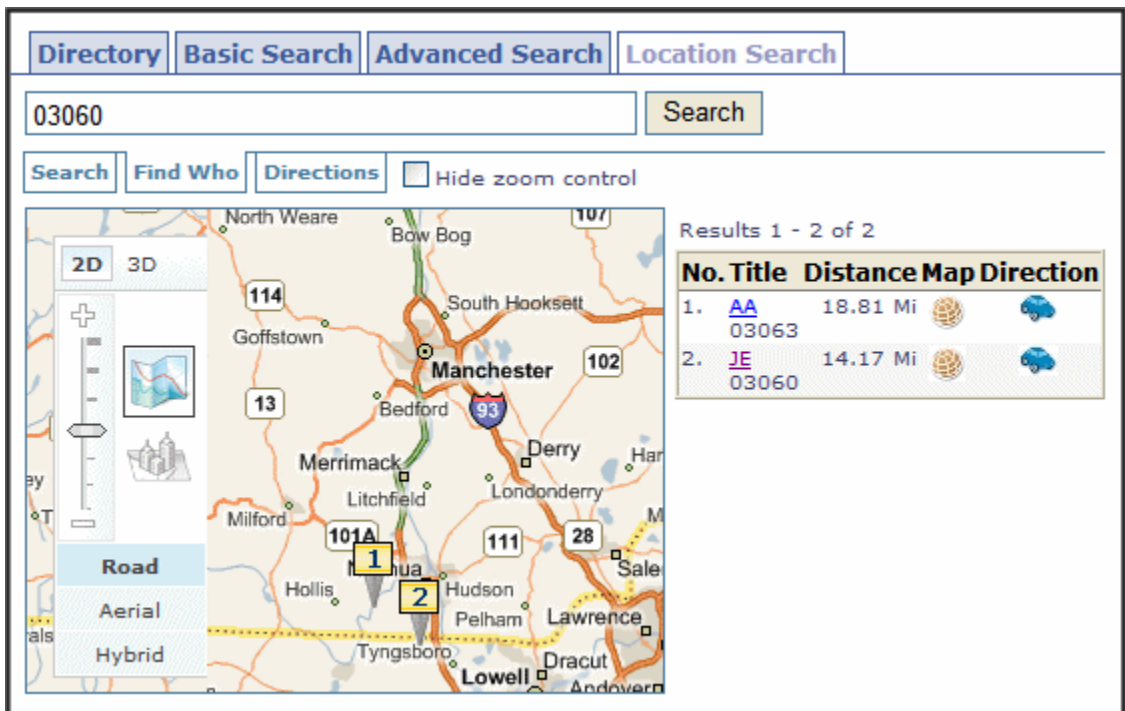 Directory Basic Search Advanced Search Location Search
03060 Search
Search Find Who Directions Hide zoom control
North Weare
107
Bow Bog
Results 1 - 2 of 2
2D 3D
No. Title Distance Map Direction
114
South Hooksett
1. AA 18.81 Mi
03063
Goffstown
Manchester
102
2. JE 14.17 Mi
03060
13
Bedford
93
Merrimack
Derry
Litchfield
Londonderry
Milford
101A
111
28
Road
1
Hollis
2
Hudson
Aerial
Pelham
Lawrence
Hybrid
Tyngsboro
Lowell
Dracut
Andover